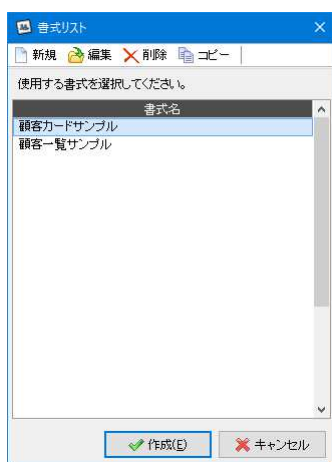 書式リスト
新規 編集 削除 コピー
使用する書式を選択してください。
書式名
顧客カードサンプル
顧客一覧サンプル
作成(E) キャンセル